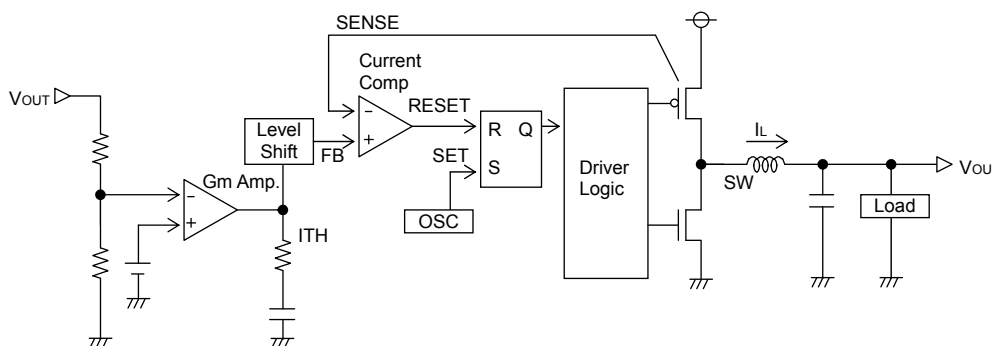 SENSE
Current
Comp
VOUT
RESET
Level
Shift
FB
R Q
SET
S
Gm Amp.
OSC
ITH
Driver
Logic
IL
SW
VOU
Load